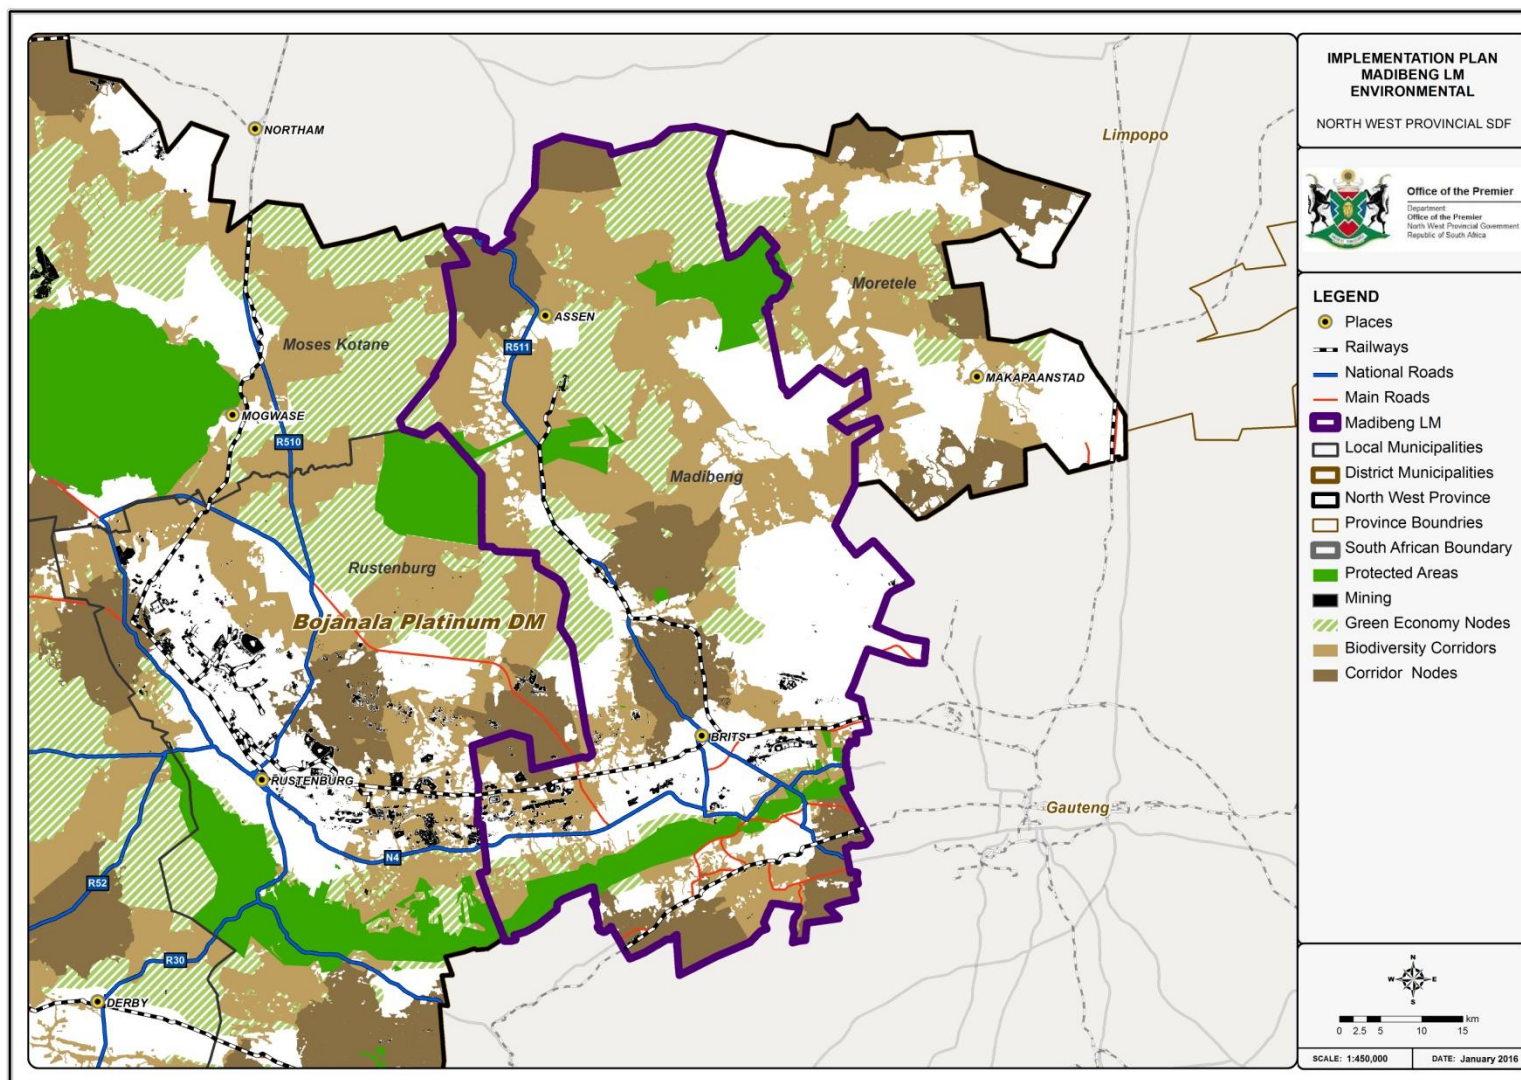 IMPLEMENTATION PLAN
MADIBENG LM
ENVIRONMENTAL
NORTH WEST PROVINCIAL SDF
Office of the Premier
Department:
Office of the Premier
North West Provincial Government
Republic of South Africa
LEGEND
Places
Railways
National Roads
Main Roads
Madibeng LM
Local Municipalities
District Municipalities
North West Province
Province Boundries
South African Boundary
Protected Areas
Mining
Green Economy Nodes
Biodiversity Corridors
Corridor Nodes
N
W E
S
km
0 2.5 5 10 15
SCALE: 1:450,000
DATE: January 2016
NORTHAM
Limpopo
Moretele
ASSEN
R511
Moses Kotane
MAKAPAANSTAD
MOGWASE
R510
Madibeng
Rustenburg
Bojanala Platinum DM
BRITS
RUSTENBURG
Gauteng
N4
R52
R30
DERBY